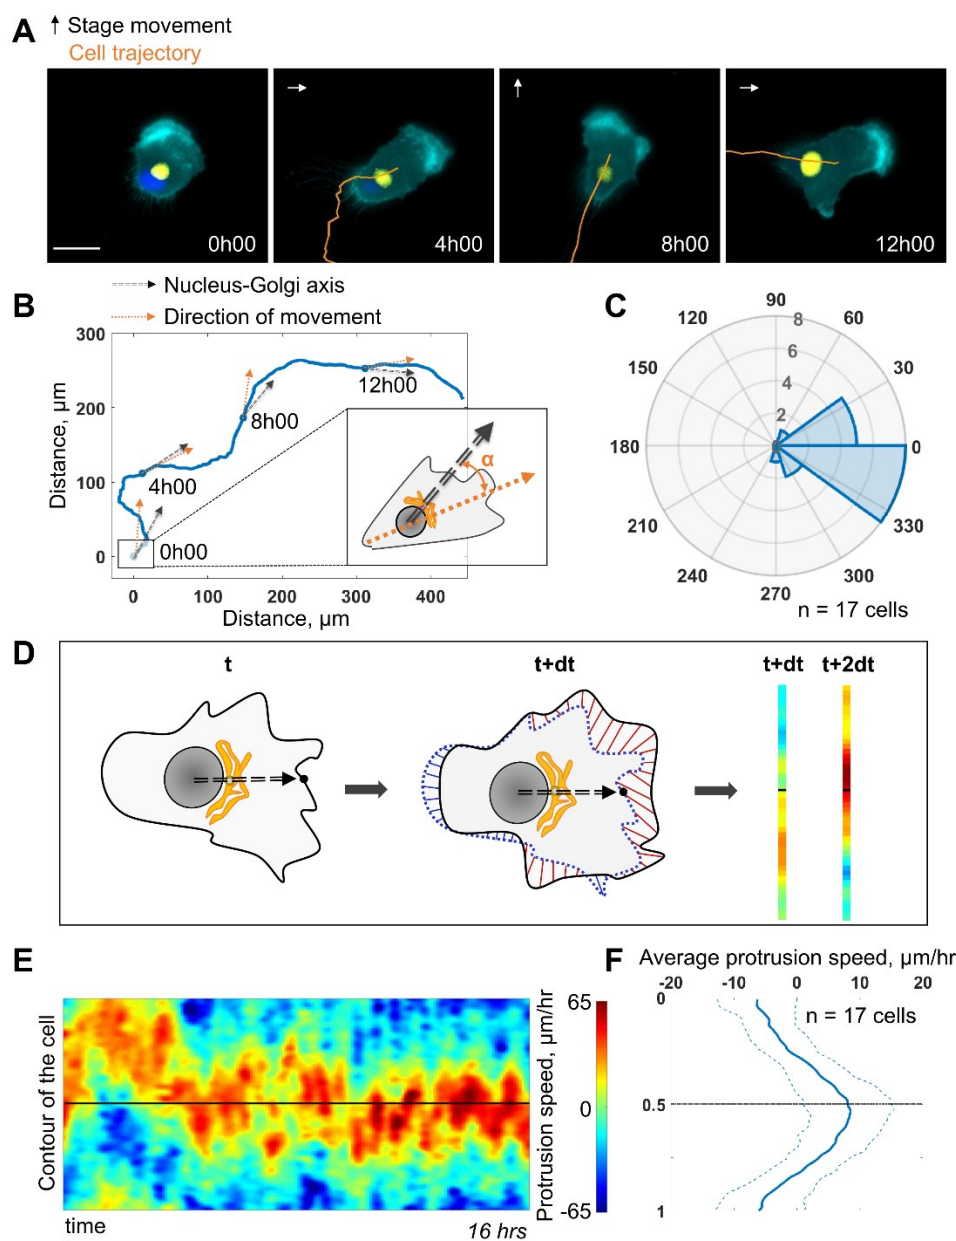 A
↑ Stage movement
Cell trajectory
0h00
4h00
8h00
12h00
B
Nucleus-Golgi axis
Direction of movement
300
200
100
0
Distance, µm
0h00
4h00
8h00
12h00
α
0 100 200 300 400
Distance, µm
C
90
120 60
150 30
180 0
210 330
240 300
270
8
6
4
2
0
n = 17 cells
D
t t+dt t+dt t+2dt
E
Contour of the cell
time
16 hrs
Protrusion speed, µm/hr
65
0
-65
F
Average protrusion speed, µm/hr
-20 -10 0 10 20
0
0.5
1
n = 17 cells